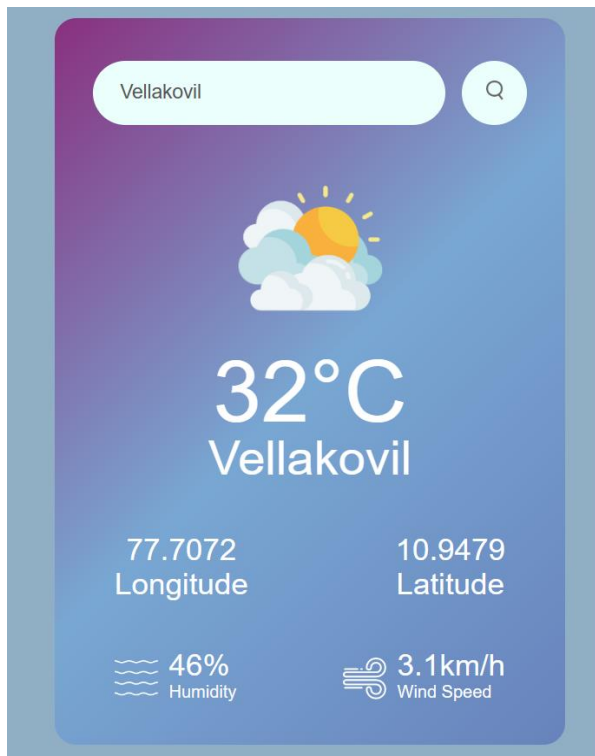 Vellakovil
32°C
Vellakovil
77.7072 10.9479
Longitude Latitude
46% 3.1km/h
Humidity Wind Speed